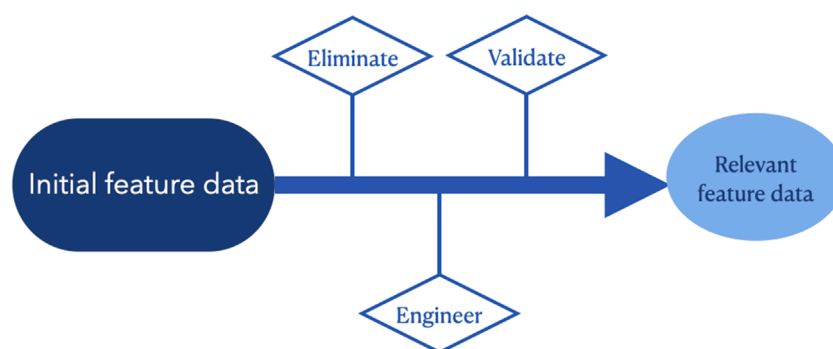 Eliminate
Validate
Initial feature data
Relevant
feature data
Engineer